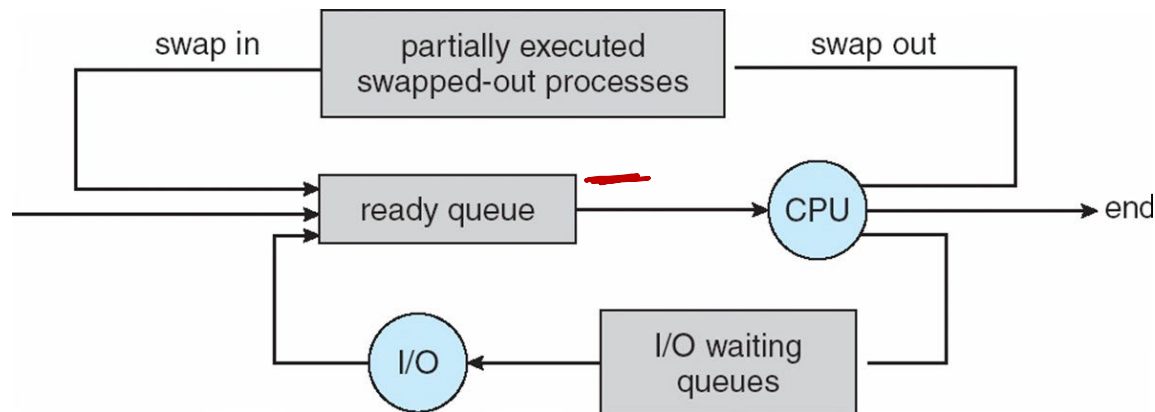 swap in
partially executed
swapped-out processes
swap out
ready queue
CPU
end
I/O
I/O waiting
queues